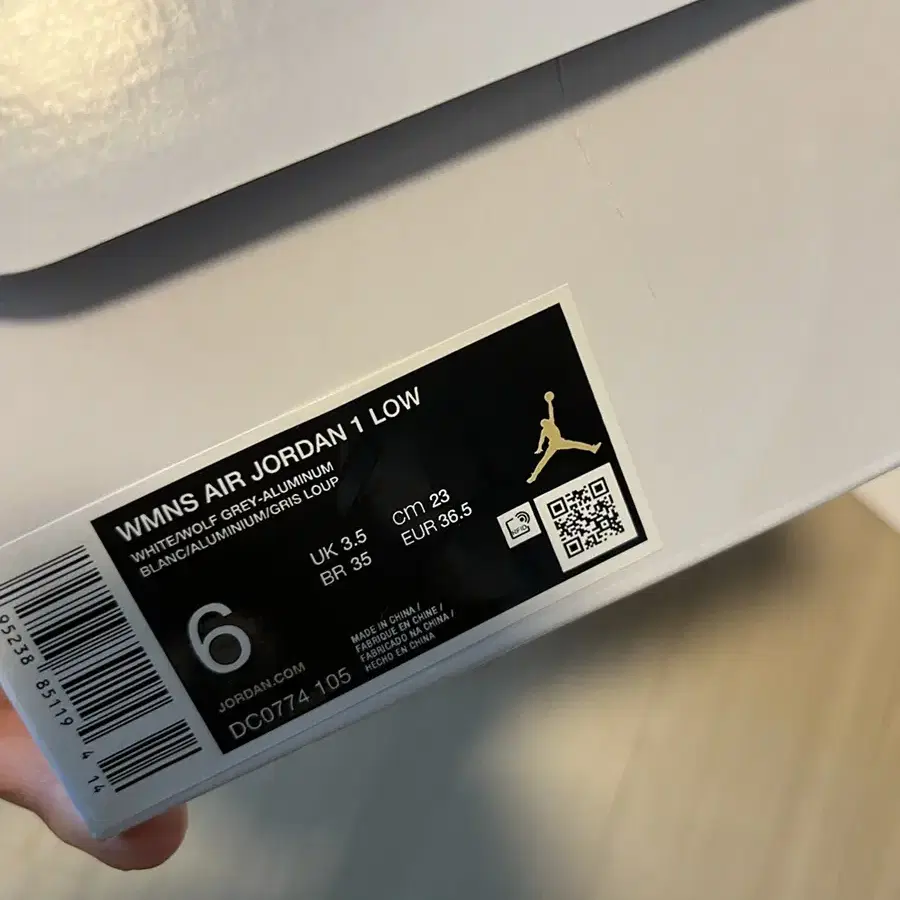 WMNS AIR JORDAN 1 LOW
WHITE/WOLF GREY-ALUMINUM
BLANC/ALUMINIUM/GRIS LOUP
UK 3.5 cm 23
BR 35 EUR 36.5
RFID
6
MADE IN CHINA /
FABRIQUE EN CHINE /
FABRICADO NA CHINA /
HECHO EN CHINA
JORDAN.COM
DC0774 105
95238 85119 4 14